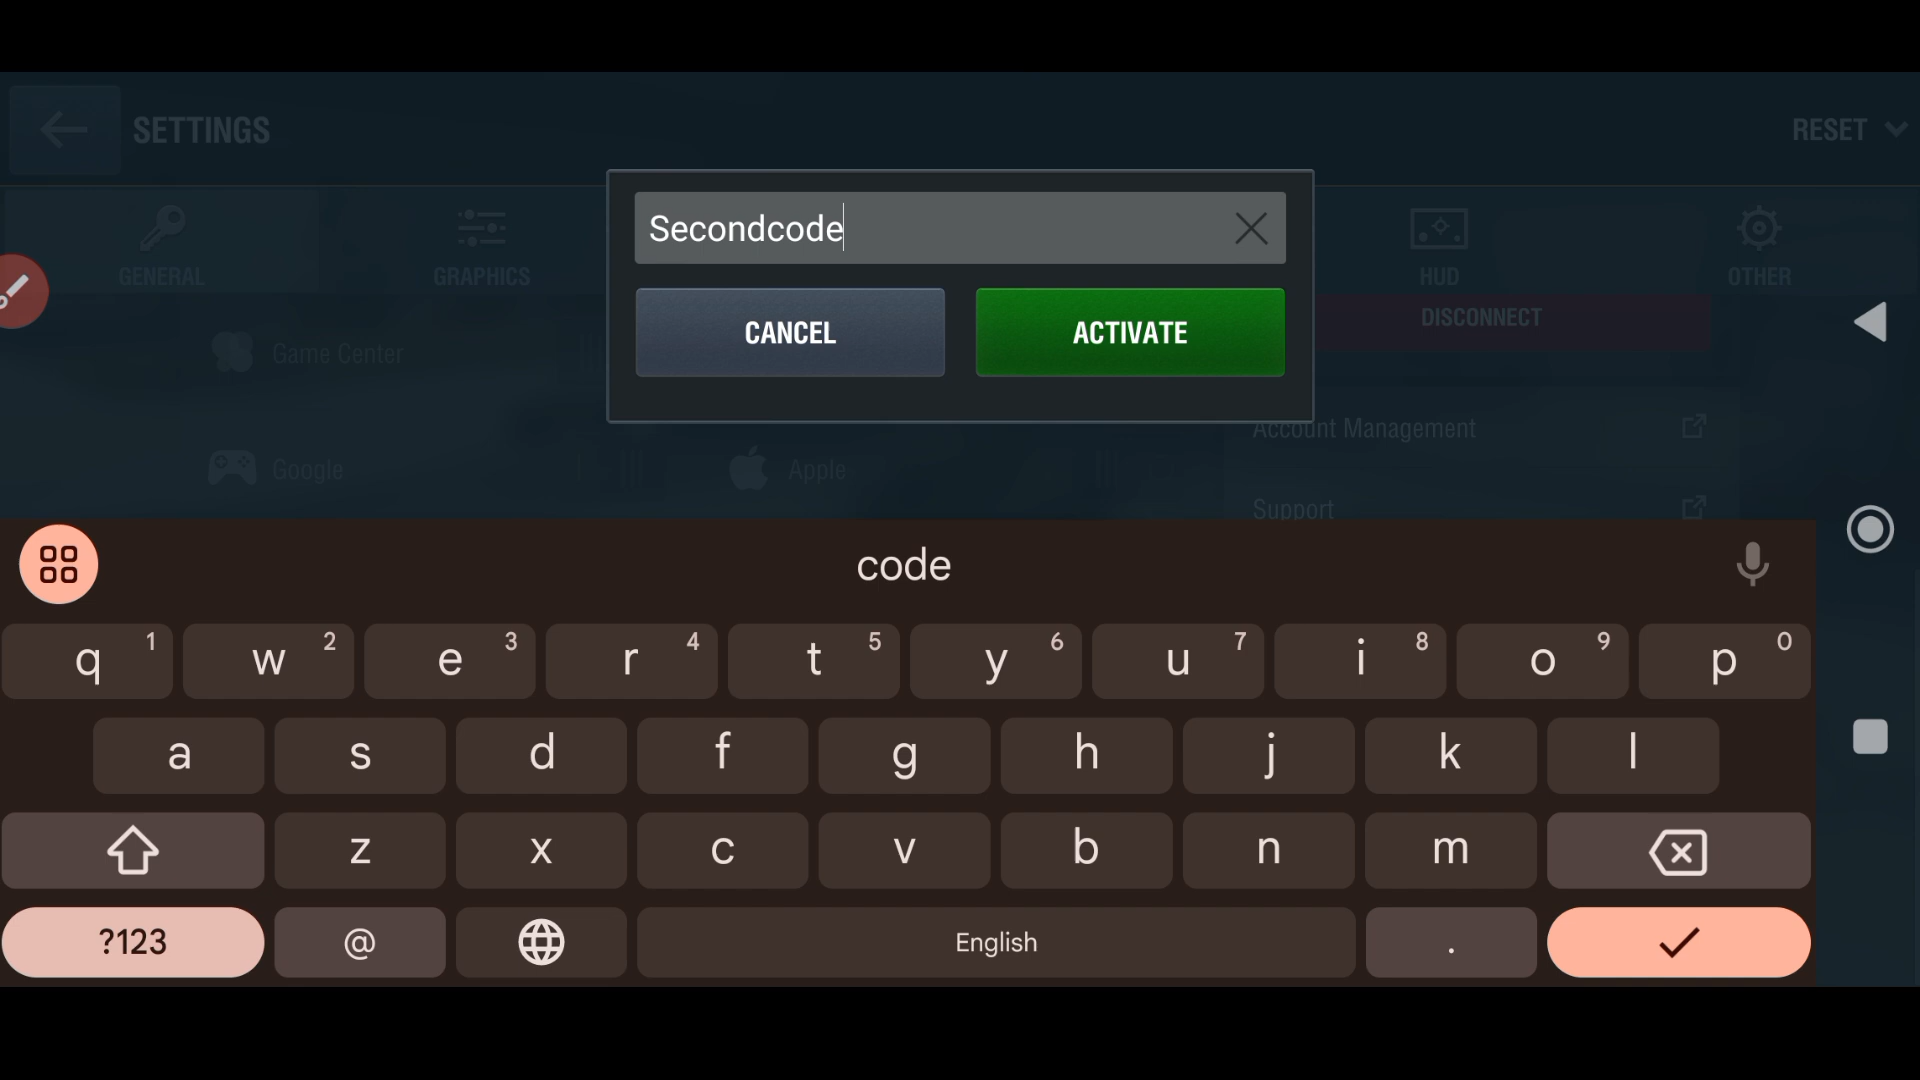 SETTINGS
RESET
Secondcode
CANCEL
ACTIVATE
GENERAL
GRAPHICS
HUD
OTHER
DISCONNECT
Game Center
Account Management
Google
Apple
Support
code
q 1 w 2 e 3 r 4 t 5 y 6 u 7 i 8 o 9 p 0
a s d f g h j k l
z x c v b n m
?123 @ English .